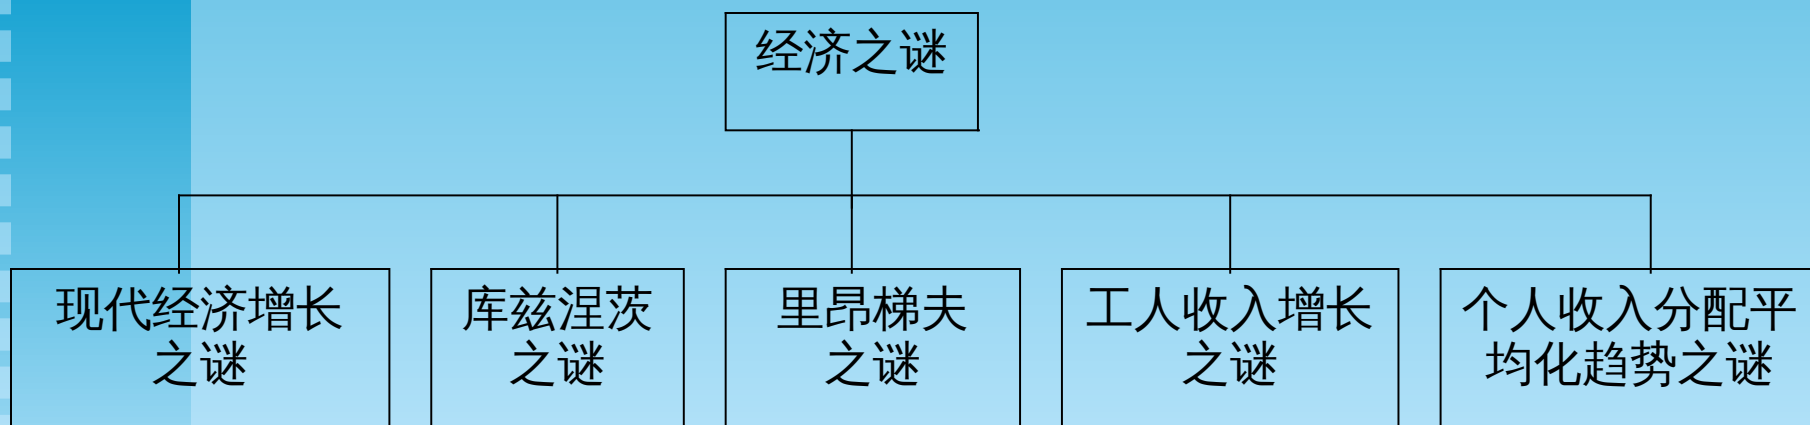 经济之谜
现代经济增长
之谜
库兹涅茨
之谜
里昂梯夫
之谜
工人收入增长
之谜
个人收入分配平
均化趋势之谜